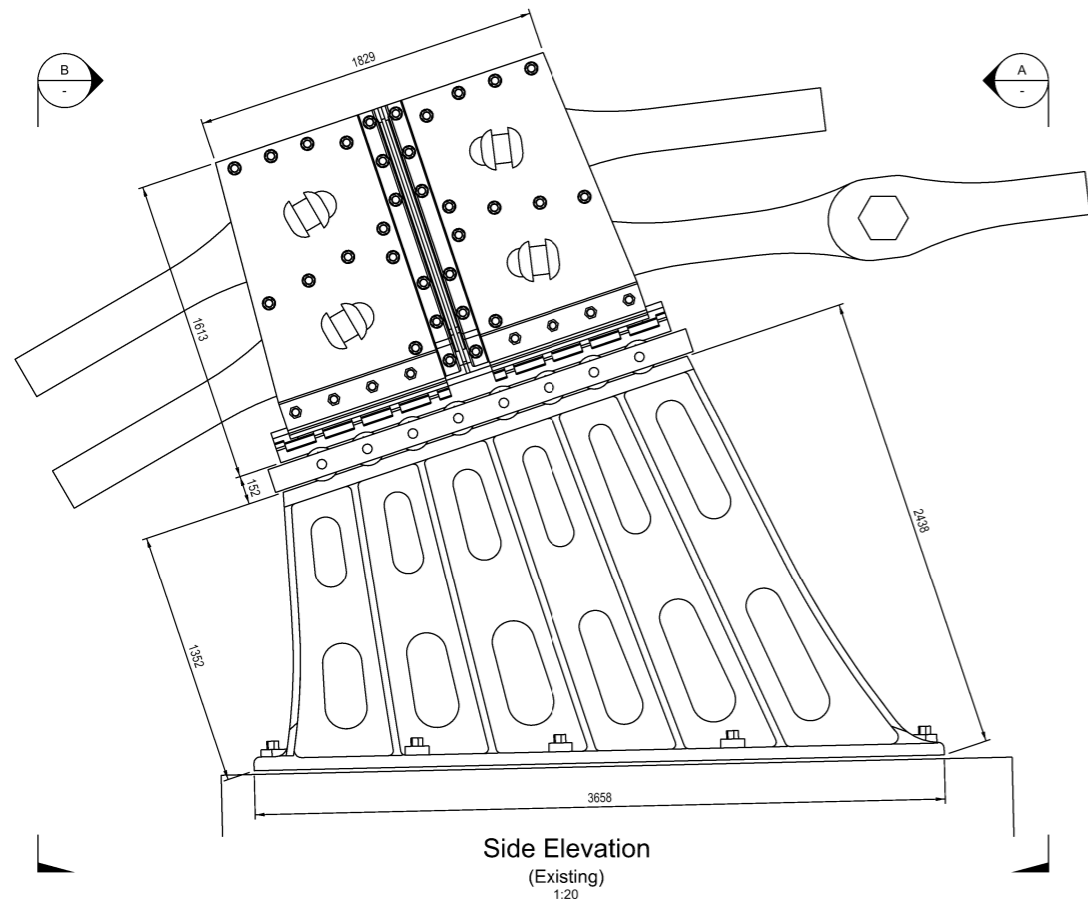 1829
B
-
A
-
1613
152
2438
1352
3658
Side Elevation
(Existing)
1:20